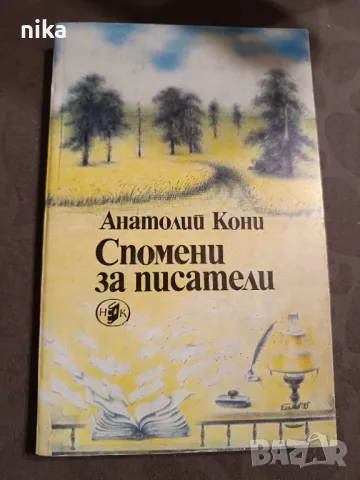 nika
Анатолий Кони
Спомени
за писатели
НК
BAZAR